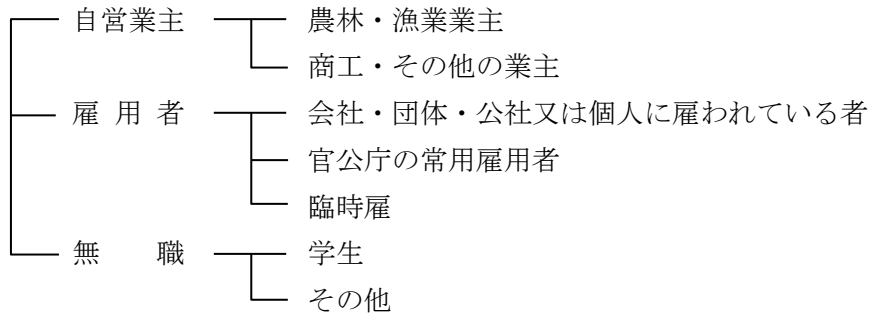 自営業主 農林・漁業業主
商工・その他の業主
雇用者 会社・団体・公社又は個人に雇われている者
官公庁の常用雇用者
臨時雇
無職 学生
その他